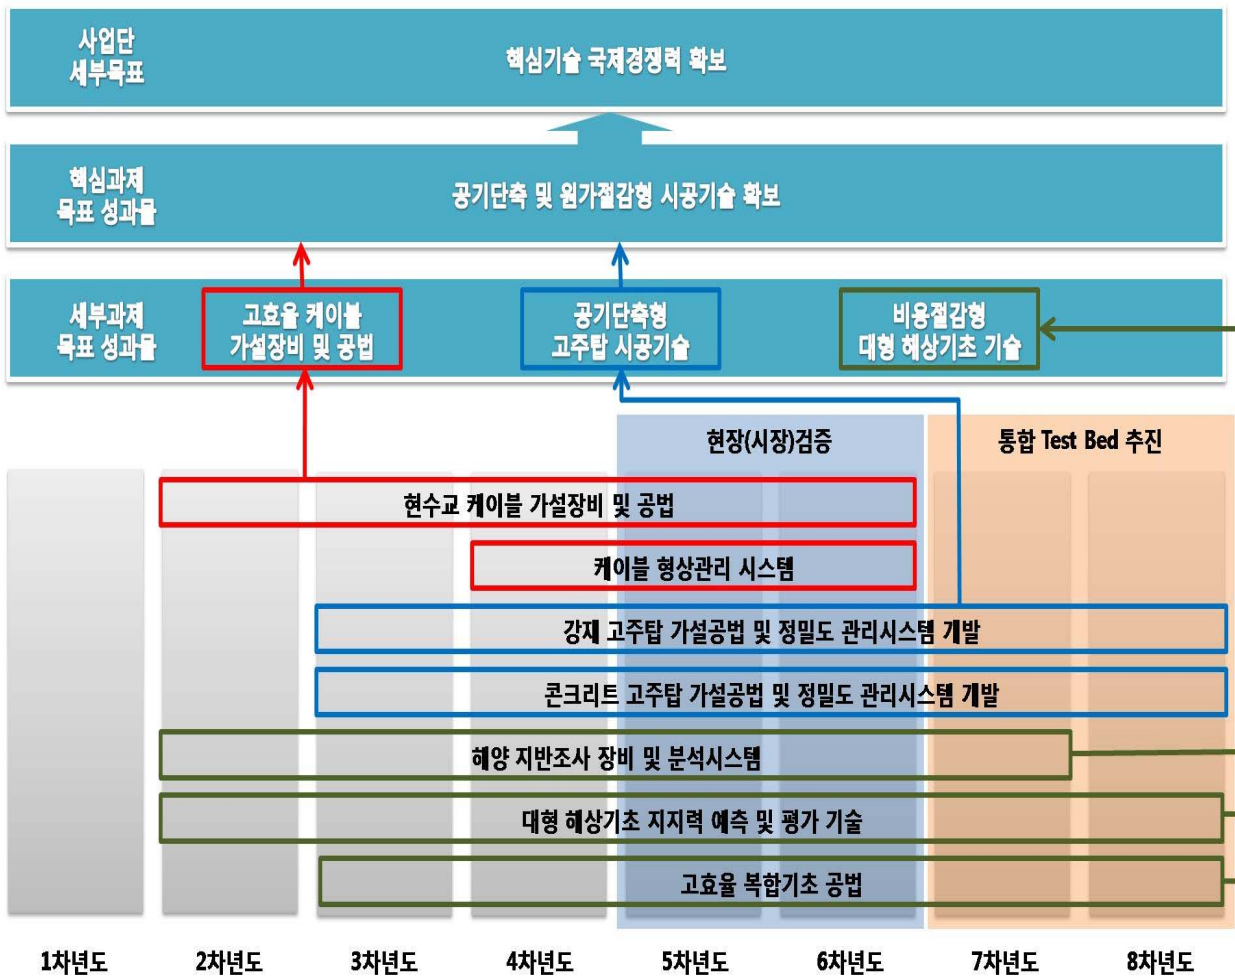 사업단
세부목표
핵심기술 국제경쟁력 확보
핵심과제
목표 성과물
공기단축 및 원가절감형 시공기술 확보
세부과제
목표 성과물
고효율 케이블
가설장비 및 공법
공기단축형
고주탑 시공기술
비용절감형
대형 해상기초 기술
현장(시장)검증
통합 Test Bed 추진
현수교 케이블 가설장비 및 공법
케이블 형상관리 시스템
강재 고주탑 가설공법 및 정밀도 관리시스템 개발
콘크리트 고주탑 가설공법 및 정밀도 관리시스템 개발
해양 지반조사 장비 및 분석시스템
대형 해상기초 지지력 예측 및 평가 기술
고효율 복합기초 공법
1차년도 2차년도 3차년도 4차년도 5차년도 6차년도 7차년도 8차년도